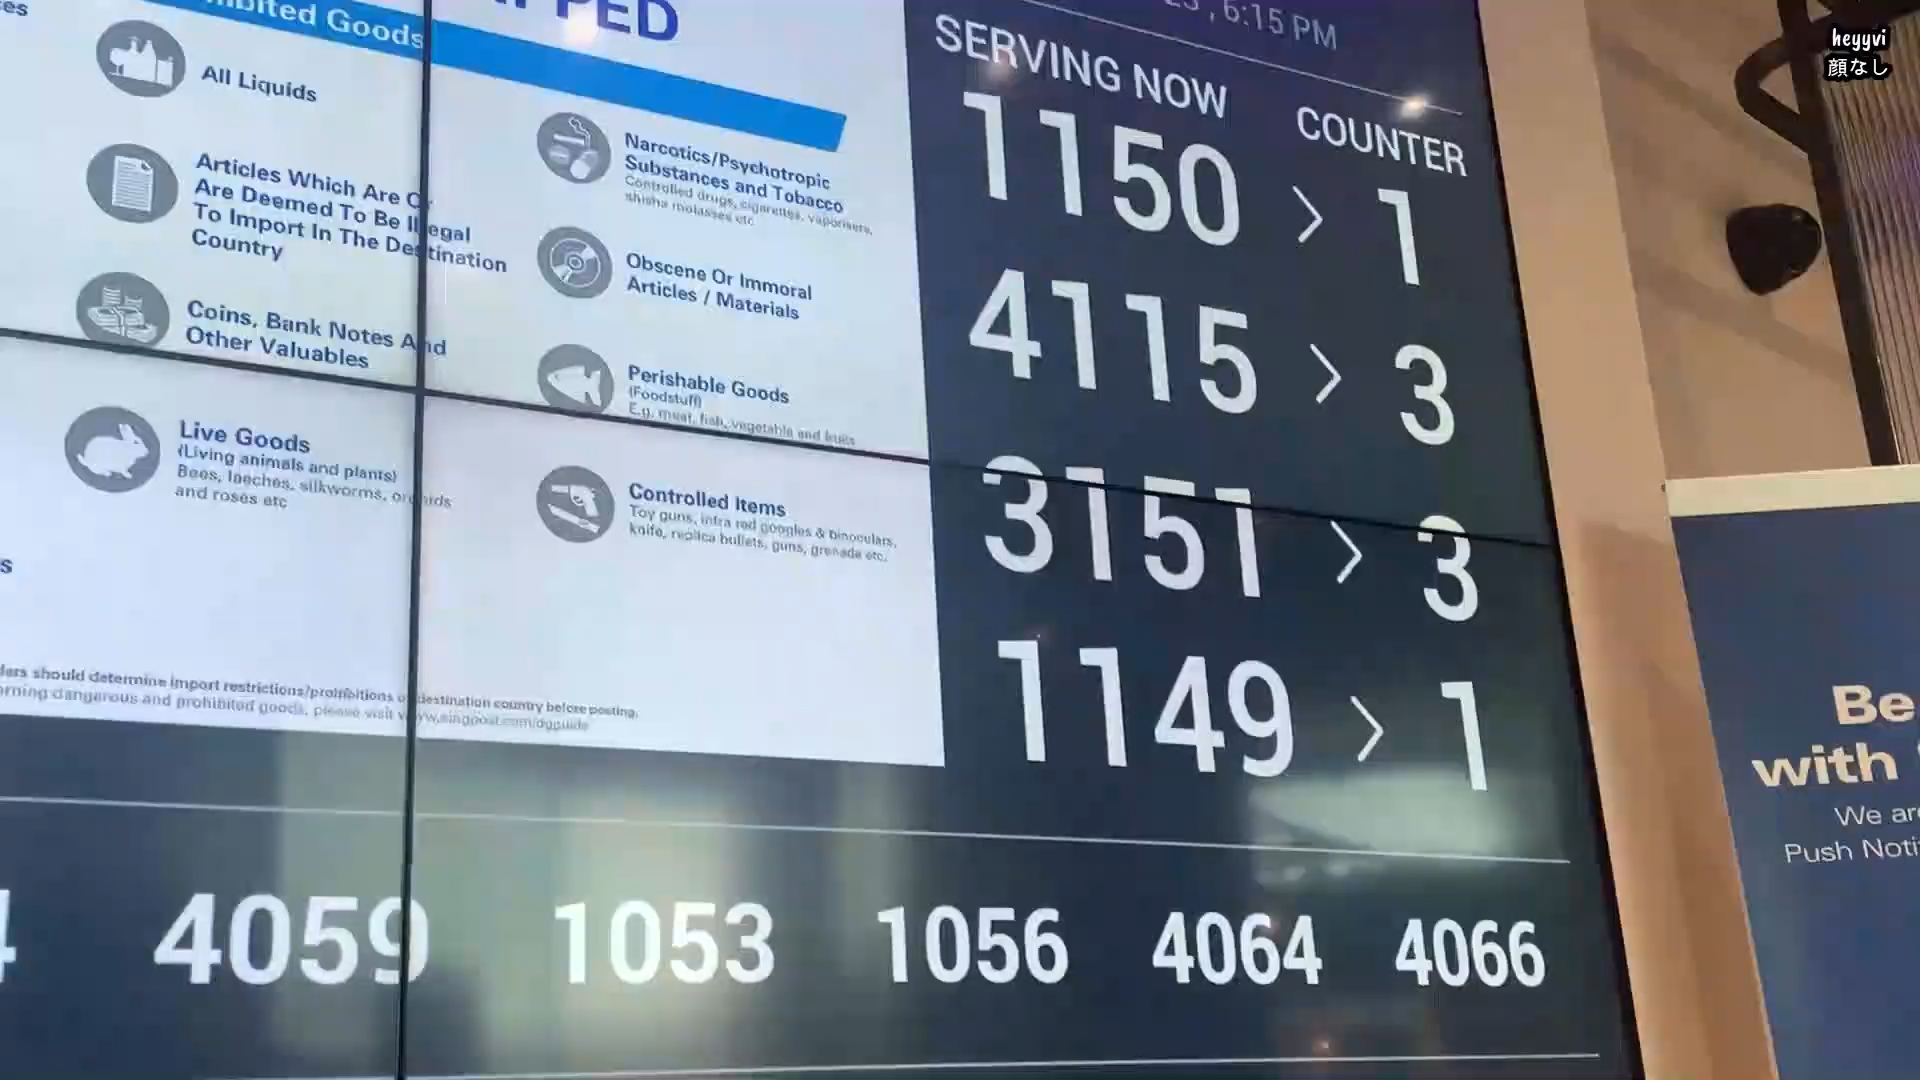 6:15 PM
SERVING NOW
COUNTER
1150 > 1
4115 > 3
3151 > 3
1149 > 1
Goods
All Liquids
Articles Which Are Or
Are Deemed To Be Illegal
To Import In The Destination
Country
Coins, Bank Notes And
Other Valuables
Live Goods
(Living animals and plants)
Bees, leeches, silkworms, orchids
and roses etc
Narcotics/Psychotropic
Substances and Tobacco
Controlled drugs, cigarettes, vaporisers,
shisha molasses etc
Obscene Or Immoral
Articles / Materials
Perishable Goods
(Foodstuff)
E.g. meat, fish, vegetable and fruits
Controlled Items
Toy guns, infra red googles & binoculars,
knife, replica bullets, guns, grenade etc.
should determine import restrictions/prohibitions of destination country before posting.
dangerous and prohibited goods, please visit www.singpost.com/dgguide
4059 1053 1056 4064 4066
Be
with
We are
Push
heyyvi
顔なし